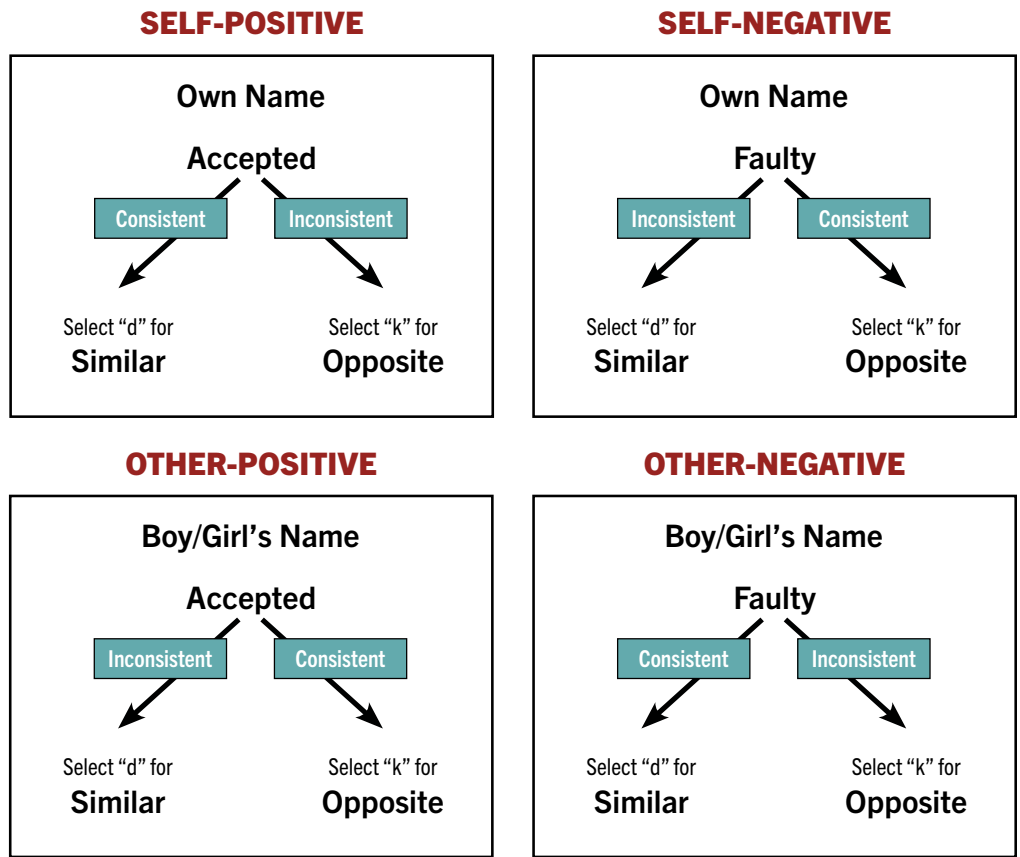 SELF-POSITIVE
Own Name
Accepted
Consistent
Inconsistent
Select “d” for
Similar
Select “k” for
Opposite
SELF-NEGATIVE
Own Name
Faulty
Inconsistent
Consistent
Select “d” for
Similar
Select “k” for
Opposite
OTHER-POSITIVE
Boy/Girl’s Name
Accepted
Inconsistent
Consistent
Select “d” for
Similar
Select “k” for
Opposite
OTHER-NEGATIVE
Boy/Girl’s Name
Faulty
Consistent
Inconsistent
Select “d” for
Similar
Select “k” for
Opposite